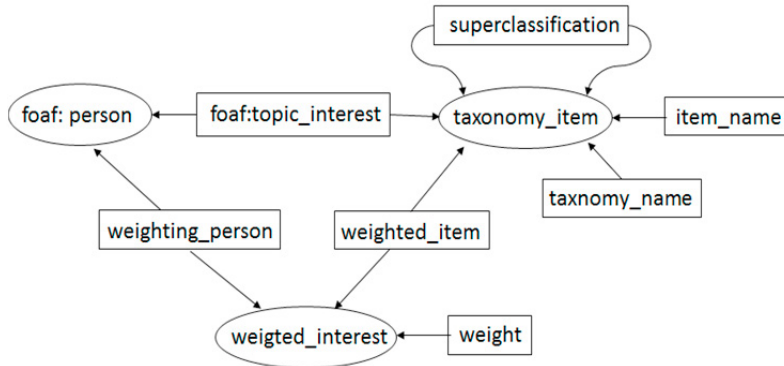 superclassification
foaf: person
foaf:topic_interest
taxonomy_item
item_name
taxnomy_name
weighting_person
weighted_item
weigted_interest
weight